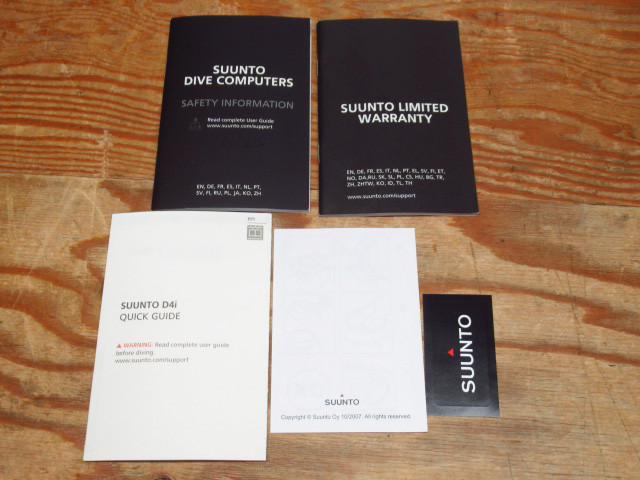 SUUNTO
DIVE COMPUTERS
SAFETY INFORMATION
Read complete User Guide
www.suunto.com/support
EN, DE, FR, ES, IT, NL, PT,
SV, FI, RU, PL, JA, KO, ZH
SUUNTO LIMITED
WARRANTY
EN, DE, FR, ES, IT, NL, PT, EL, SV, FI, ET,
NO, DA, RU, SK, SL, PL, CS, HU, BG, TR,
ZH, ZHTW, KO, ID, TL, TH
www.suunto.com/support
SUUNTO D4i
QUICK GUIDE
WARNING: Read complete user guide
before diving.
www.suunto.com/support
SUUNTO
Copyright © Suunto Oy 10/2007. All rights reserved.
SUUNTO